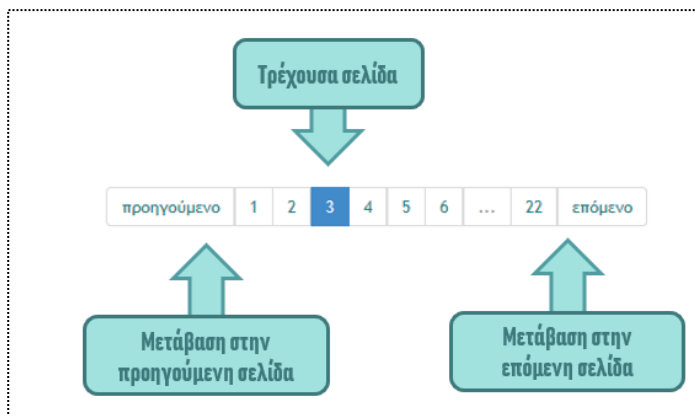 Τρέχουσα σελίδα
προηγούμενο 1 2 3 4 5 6 ... 22 επόμενο
Μετάβαση στην
προηγούμενη σελίδα
Μετάβαση στην
επόμενη σελίδα